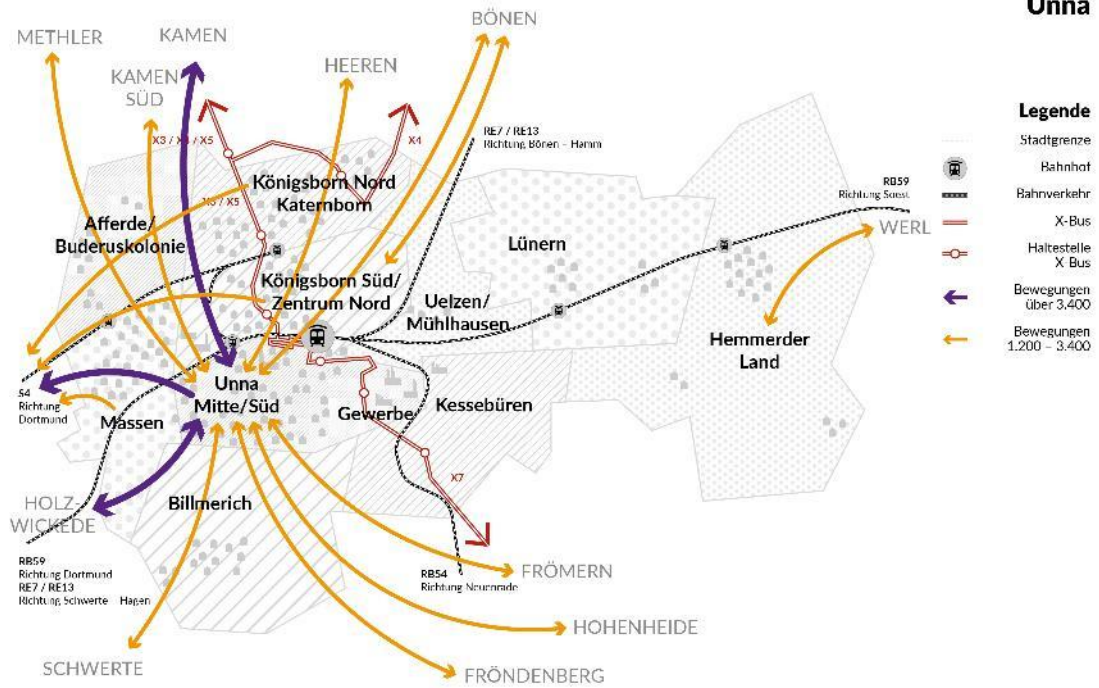 Unna
METHLER
KAMEN
BÖNEN
KAMEN
SÜD
HEEREN
X3 / X4 / X5
X4
RE7 / RE13
Richtung Bönen – Hamm
X3 / X5
Königsborn Nord
Katernborn
Afferde/
Buderuskolonie
Lünern
RB59
Richtung Soest
WERL
Königsborn Süd/
Zentrum Nord
Uelzen/
Mühlhausen
Hemmerder
Land
Unna
Mitte/Süd
S4
Richtung
Dortmund
Massen
Gewerbe
Kessebüren
X7
Billmerich
HOLZ-
WICKEDE
RB59
Richtung Dortmund
RE7 / RE13
Richtung Schwerte Hagen
RB54
Richtung Neuenrade
FRÖMERN
HOHENHEIDE
SCHWERTE
FRÖNDENBERG
Legende
Stadtgrenze
Bahnhof
Bahnverkehr
X-Bus
Haltestelle
X Bus
Bewegungen
über 3.400
Bewegungen
1.200 – 3.400